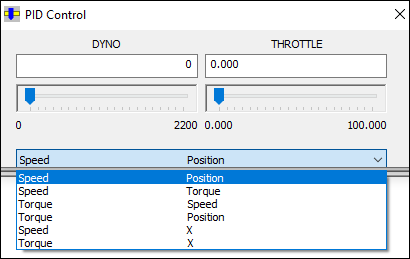 PID Control
DYNO THROTTLE
0 0.000
0 2200 0.000 100.000
Speed Position
Speed Position
Speed Torque
Torque Speed
Torque Position
Speed X
Torque X